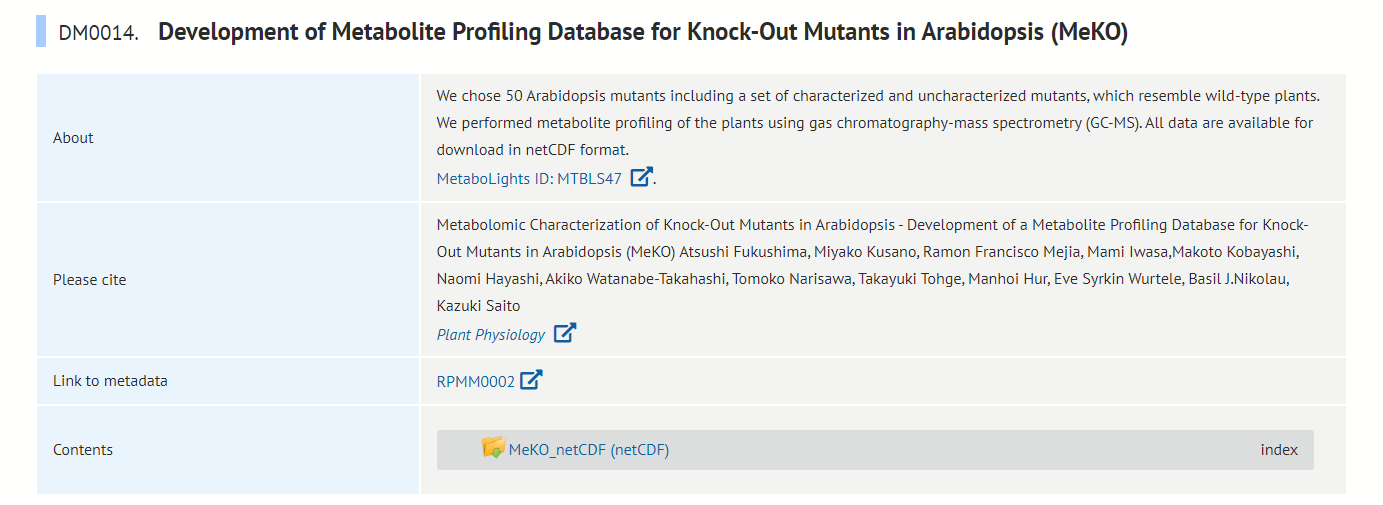 DM0014. Development of Metabolite Profiling Database for Knock-Out Mutants in Arabidopsis (MeKO)
About
We chose 50 Arabidopsis mutants including a set of characterized and uncharacterized mutants, which resemble wild-type plants.
We performed metabolite profiling of the plants using gas chromatography-mass spectrometry (GC-MS). All data are available for
download in netCDF format.
MetaboLights ID: MTBLS47 .
Please cite
Metabolomic Characterization of Knock-Out Mutants in Arabidopsis - Development of a Metabolite Profiling Database for Knock-
Out Mutants in Arabidopsis (MeKO) Atsushi Fukushima, Miyako Kusano, Ramon Francisco Mejia, Mami Iwasa,Makoto Kobayashi,
Naomi Hayashi, Akiko Watanabe-Takahashi, Tomoko Narisawa, Takayuki Tohge, Manhoi Hur, Eve Syrkin Wurtele, Basil J.Nikolau,
Kazuki Saito
Plant Physiology
Link to metadata
RPMM0002
Contents
MeKO_netCDF (netCDF) index